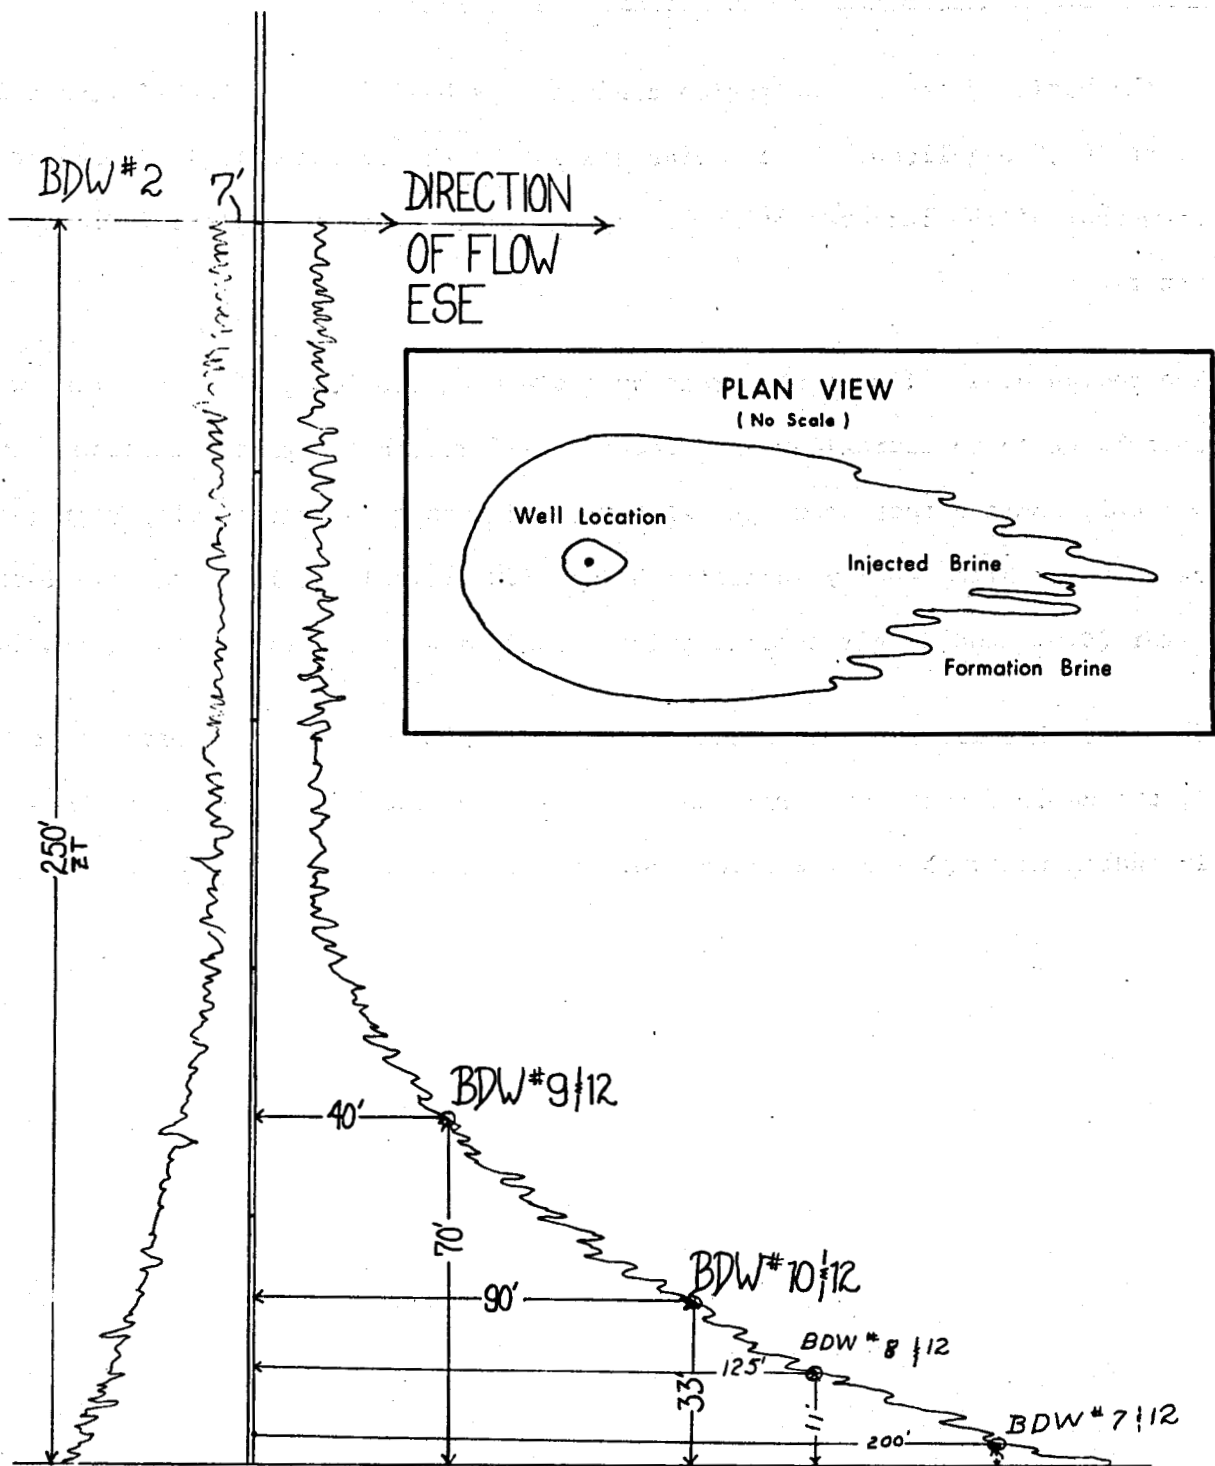 BDW #2
7'
DIRECTION
OF FLOW
ESE
PLAN VIEW
( No Scale )
Well Location
Injected Brine
Formation Brine
250'
BDW #9 & 12
40'
70'
BDW #10 & 12
90'
33'
BDW #8 & 12
125'
11'
BDW #7 & 12
200'